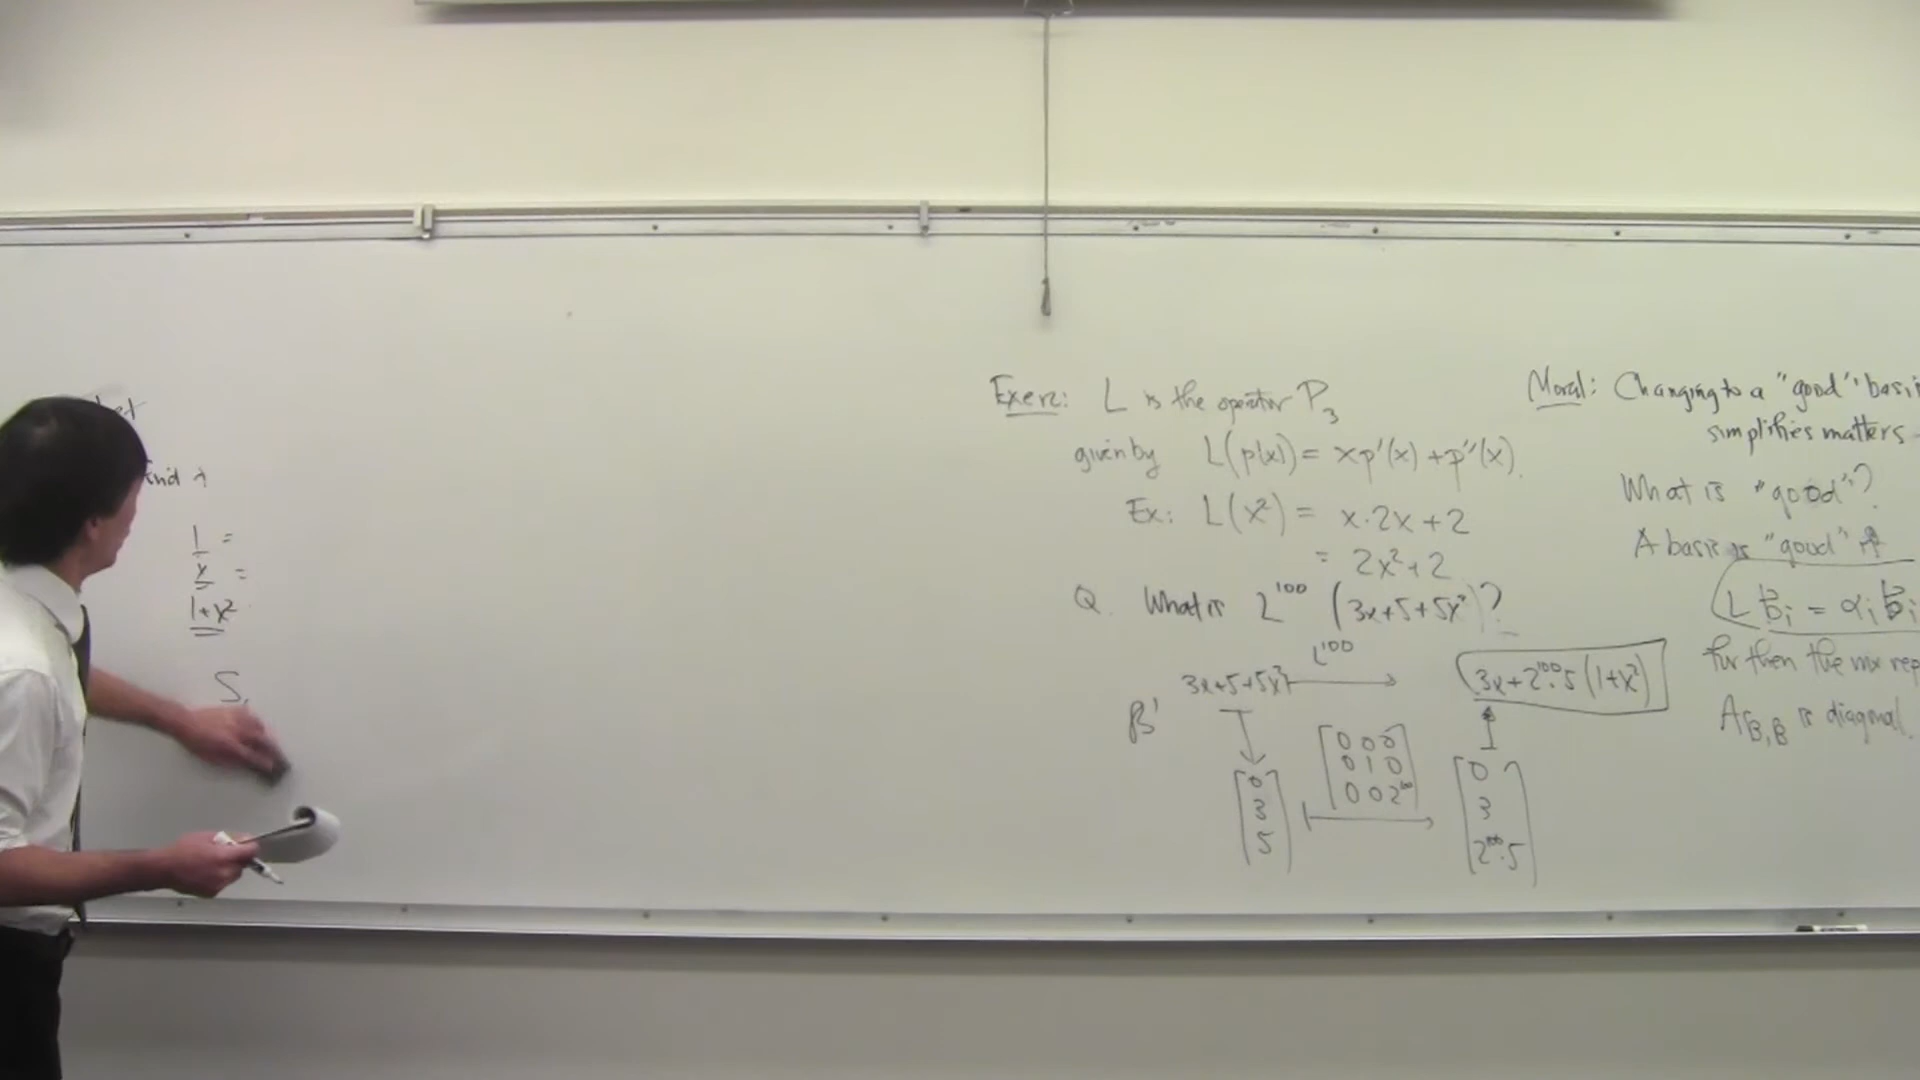 1 =
x =
1+x²
S
Exerc: L is the operator P₃
given by L(p(x)) = xp'(x) + p''(x).
Ex: L(x²) = x·2x+2
= 2x²+2
Q. What is L¹⁰⁰ (3x+5+5x²)?
L¹⁰⁰
3x+5+5x² → 3x+2¹⁰⁰·5(1+x²)
β'
[0 3 5]
[0 0 0
0 1 0
0 0 2¹⁰⁰]
[0
3
2¹⁰⁰·5]
Moral: Changing to a "good" basi
simplifies matters.
What is "good"?
A basis is "good" if
L b⃗ᵢ = αᵢ b⃗ᵢ
for then the mx rep
A_B,B is diagonal.